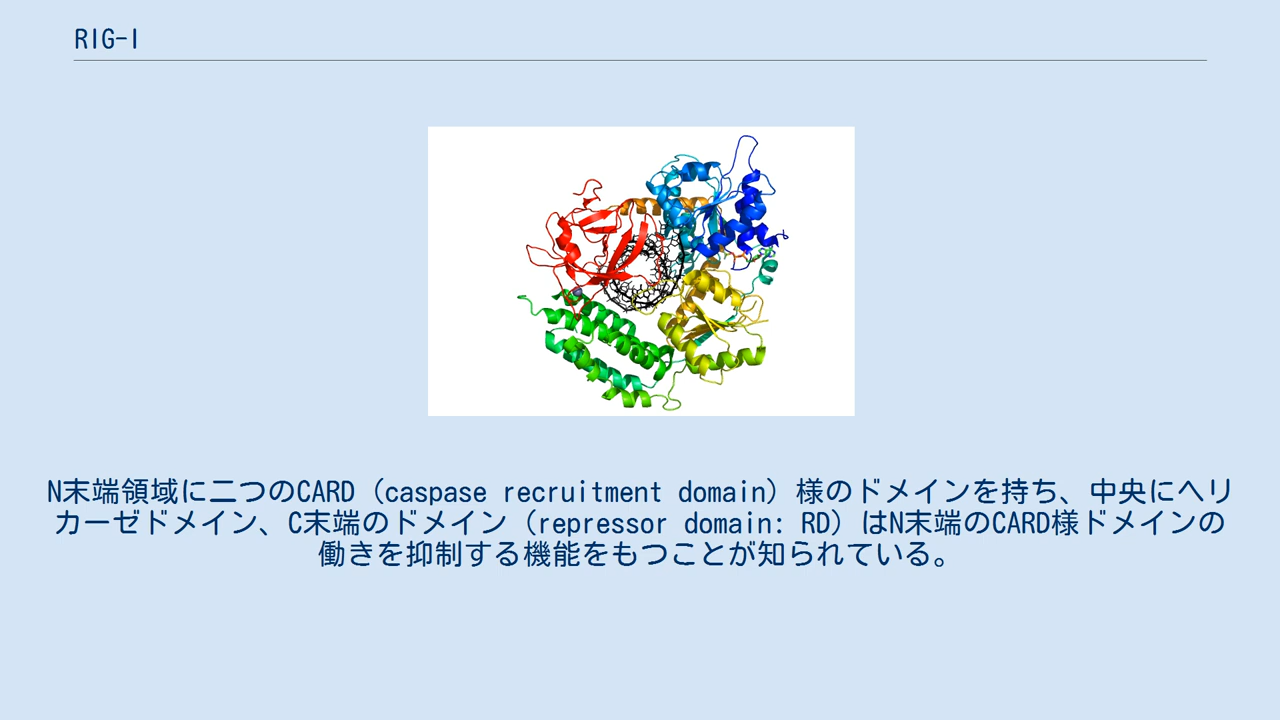 RIG-I
N末端領域に二つのCARD（caspase recruitment domain）様のドメインを持ち、中央にヘリ
カーゼドメイン、C末端のドメイン（repressor domain: RD）はN末端のCARD様ドメインの
働きを抑制する機能をもつことが知られている。